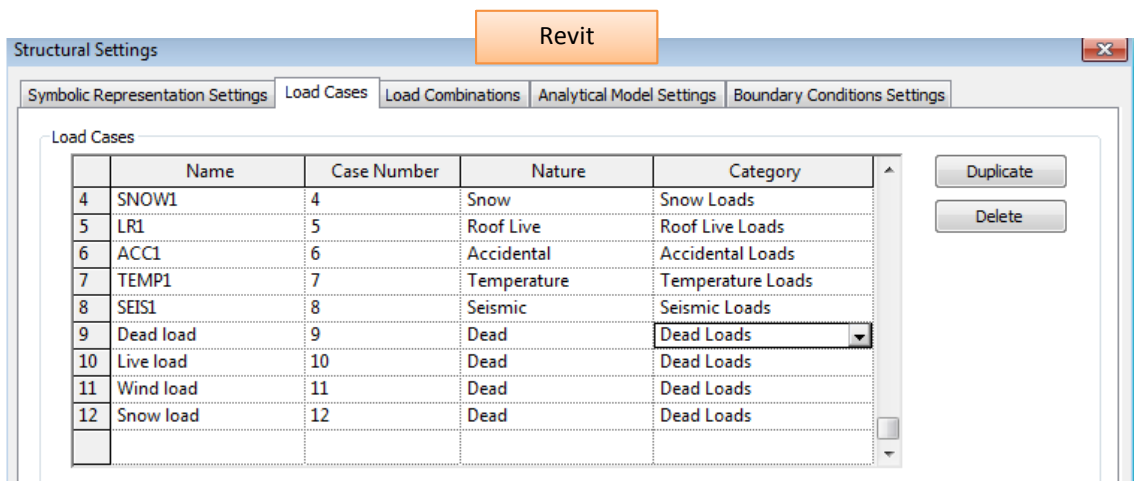 Revit
Structural Settings
Symbolic Representation Settings Load Cases Load Combinations Analytical Model Settings Boundary Conditions Settings
Load Cases
Name Case Number Nature Category Duplicate
4 SNOW1 4 Snow Snow Loads
5 LR1 5 Roof Live Roof Live Loads Delete
6 ACC1 6 Accidental Accidental Loads
7 TEMP1 7 Temperature Temperature Loads
8 SEIS1 8 Seismic Seismic Loads
9 Dead load 9 Dead Dead Loads
10 Live load 10 Dead Dead Loads
11 Wind load 11 Dead Dead Loads
12 Snow load 12 Dead Dead Loads